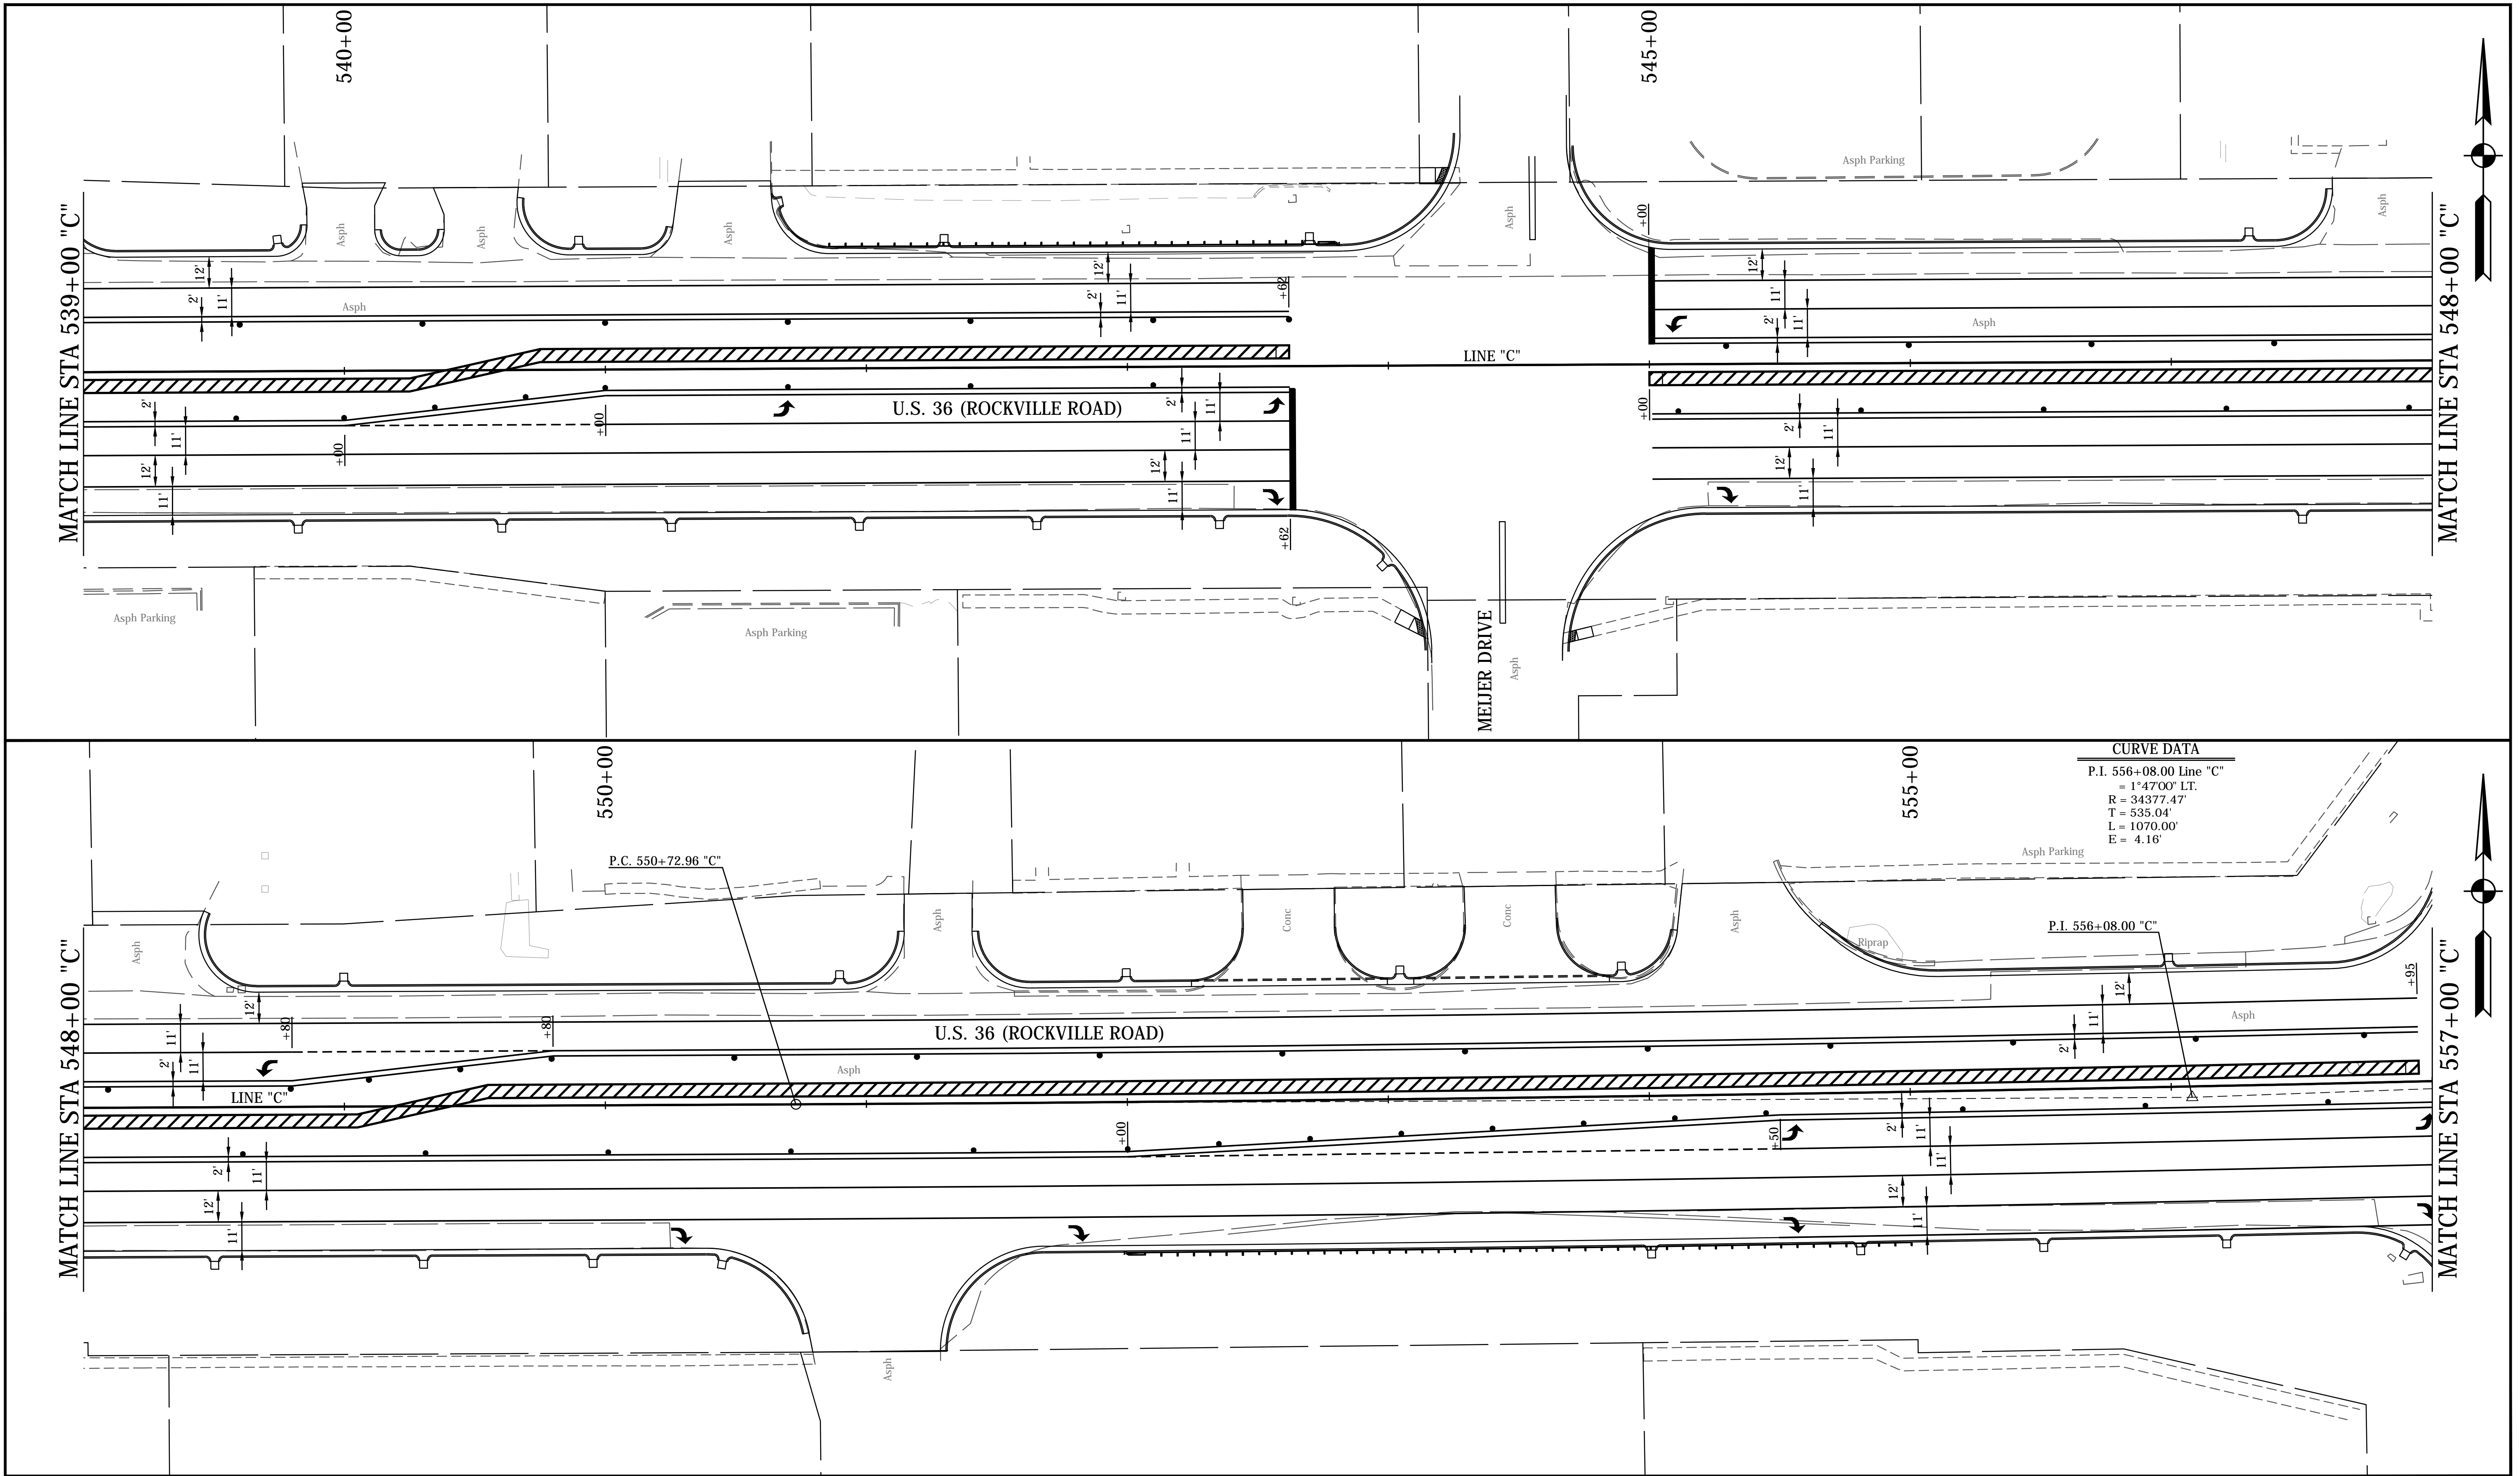 540+00
545+00
MATCH LINE STA 539+00 "C"
MATCH LINE STA 548+00 "C"
Asph
Asph
Asph
Asph
Asph Parking
Asph
+00
12'
2'
11'
Asph
12'
2'
11'
+62
12'
11'
2'
11'
Asph
LINE "C"
U.S. 36 (ROCKVILLE ROAD)
2'
11'
12'
11'
+00
+00
2'
11'
11'
12'
11'
+62
+00
2'
11'
12'
11'
Asph Parking
Asph Parking
MEIJER DRIVE
Asph
550+00
555+00
CURVE DATA
P.I. 556+08.00 Line "C"
= 1°47'00" LT.
R = 34377.47'
T = 535.04'
L = 1070.00'
E = 4.16'
MATCH LINE STA 548+00 "C"
MATCH LINE STA 557+00 "C"
P.C. 550+72.96 "C"
Asph Parking
P.I. 556+08.00 "C"
Asph
Asph
Conc
Conc
Asph
Riprap
+95
12'
11'
2'
11'
+80
+80
U.S. 36 (ROCKVILLE ROAD)
12'
11'
2'
Asph
Asph
LINE "C"
+00
+50
2'
11'
11'
12'
11'
2'
11'
12'
11'
Asph